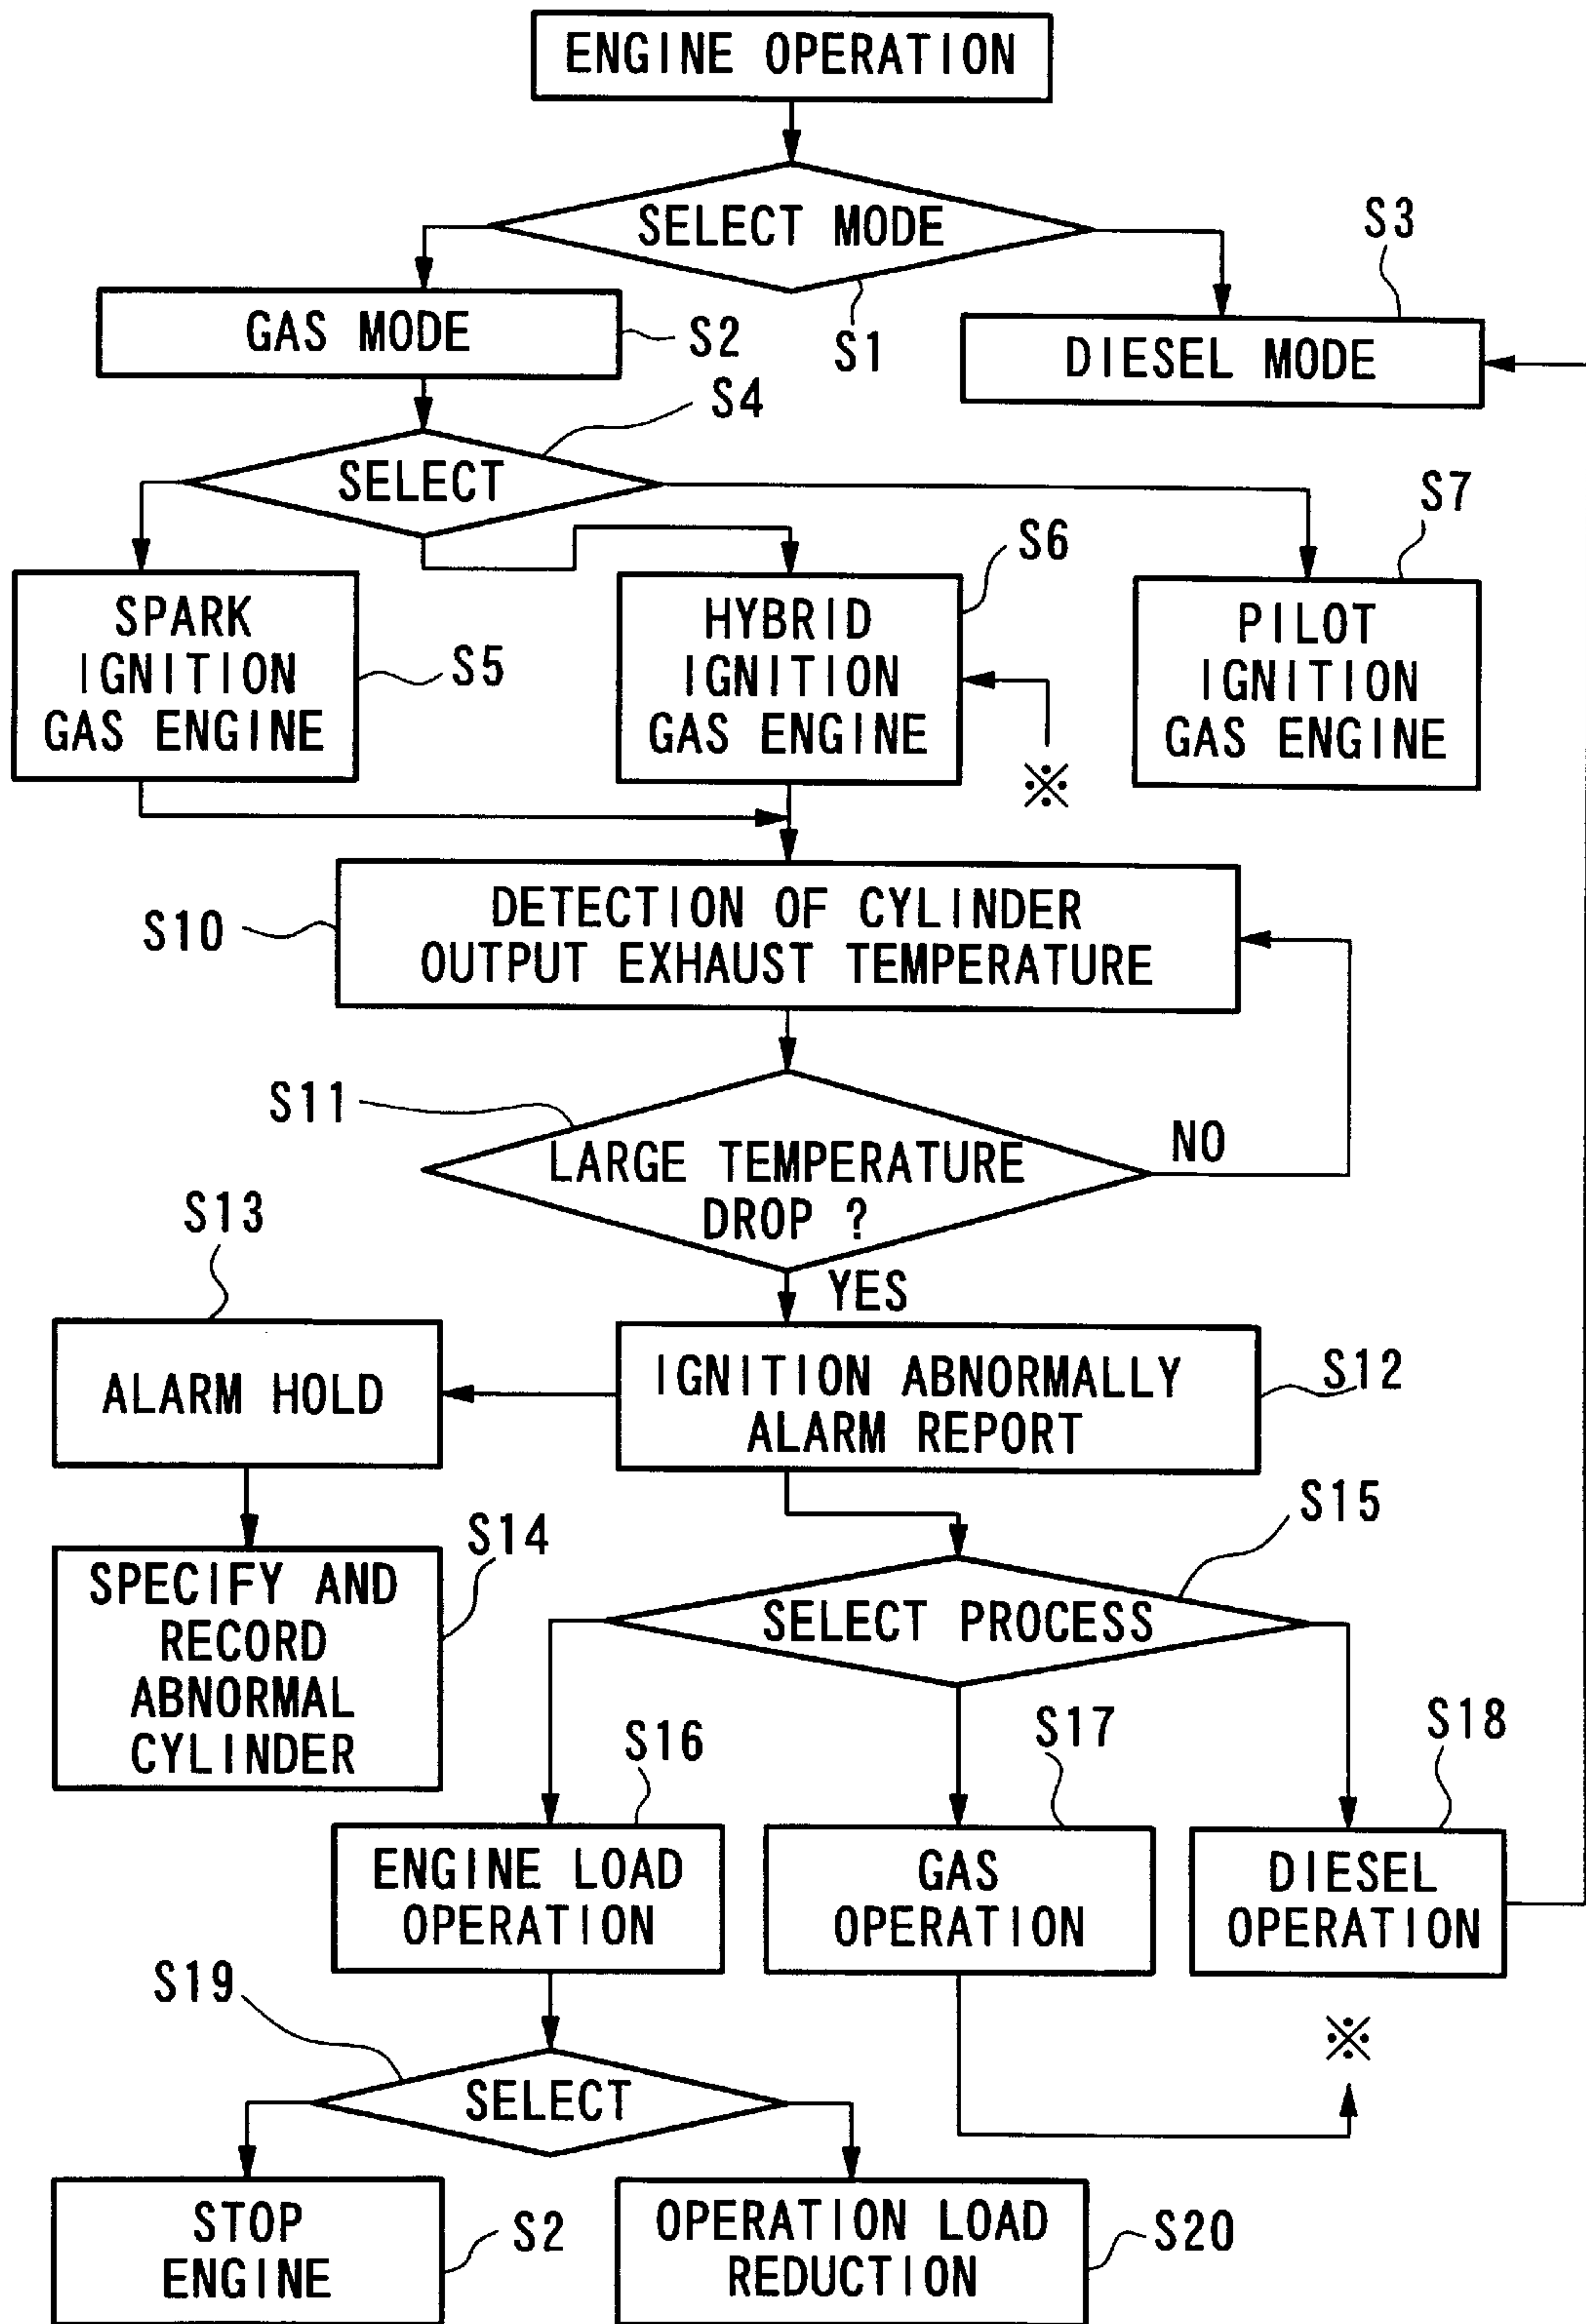 ENGINE OPERATION
SELECT MODE
S3
GAS MODE
S2
S1
DIESEL MODE
S4
SELECT
S7
S6
SPARK
IGNITION
GAS ENGINE
S5
HYBRID
IGNITION
GAS ENGINE
PILOT
IGNITION
GAS ENGINE
※
S10
DETECTION OF CYLINDER
OUTPUT EXHAUST TEMPERATURE
S11
LARGE TEMPERATURE
DROP ?
NO
S13
YES
ALARM HOLD
IGNITION ABNORMALLY
ALARM REPORT
S12
S15
S14
SPECIFY AND
RECORD
ABNORMAL
CYLINDER
SELECT PROCESS
S16
S17
S18
ENGINE LOAD
OPERATION
GAS
OPERATION
DIESEL
OPERATION
S19
※
SELECT
STOP
ENGINE
S2
OPERATION LOAD
REDUCTION
S20